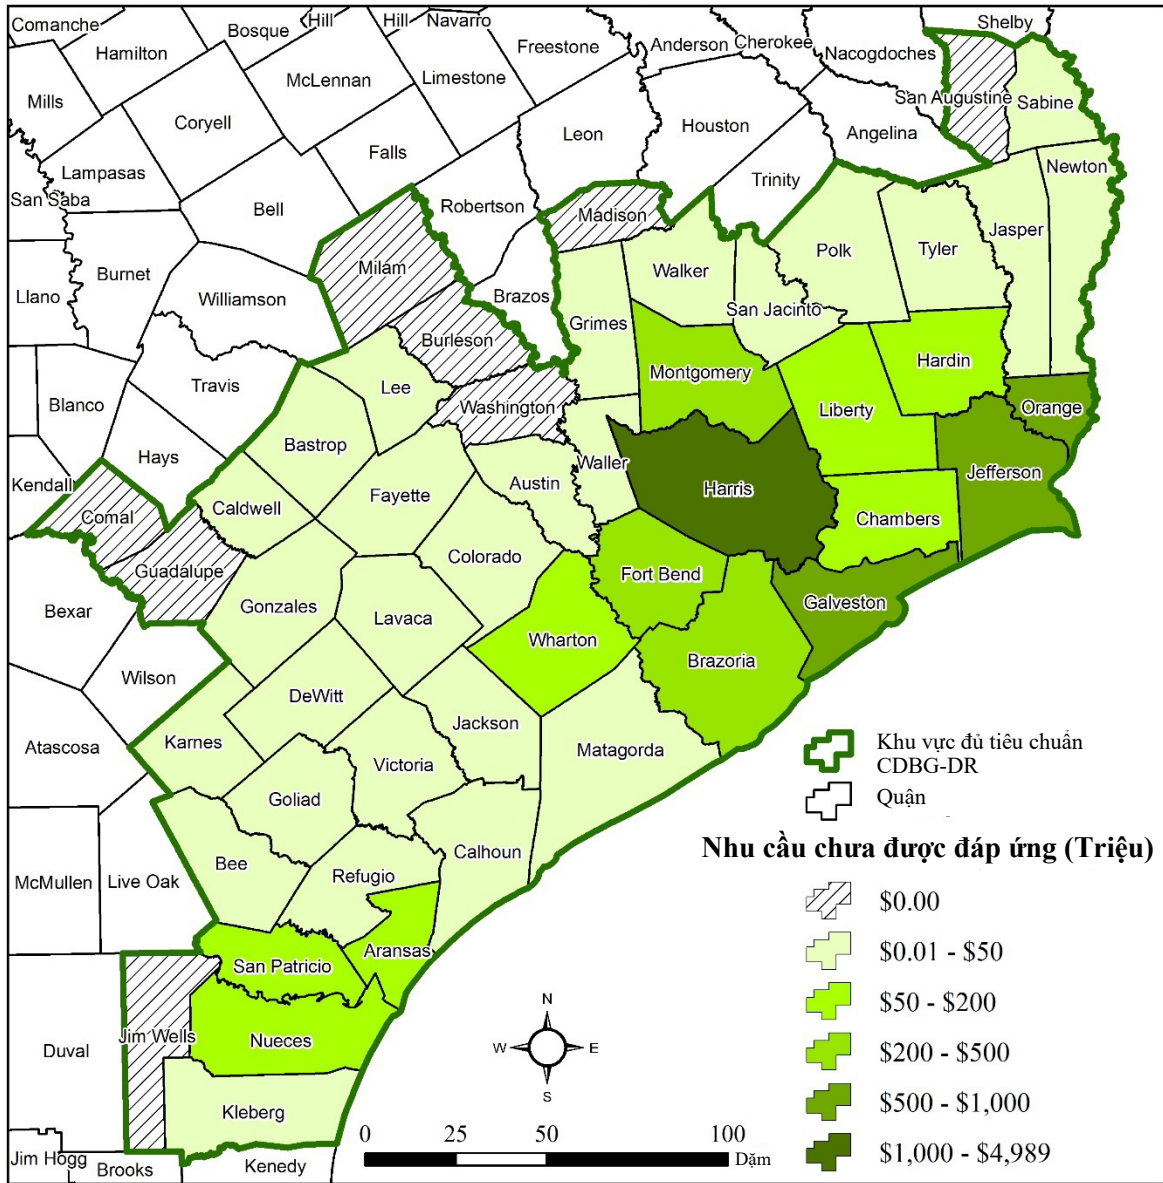 Comanche
Hamilton
Bosque
Hill
Hill
Navarro
Freestone
Anderson
Cherokee
Nacogdoches
Shelby
Mills
McLennan
Limestone
San Augustine
Sabine
Coryell
Leon
Houston
Angelina
Falls
Lampasas
Trinity
Newton
San Saba
Bell
Robertson
Madison
Jasper
Burnet
Milam
Walker
Polk
Tyler
Llano
Williamson
Brazos
San Jacinto
Grimes
Burleson
Travis
Lee
Montgomery
Hardin
Blanco
Washington
Liberty
Orange
Bastrop
Hays
Waller
Jefferson
Kendall
Austin
Harris
Fayette
Caldwell
Comal
Chambers
Colorado
Guadalupe
Fort Bend
Bexar
Gonzales
Lavaca
Galveston
Wharton
Brazoria
Wilson
DeWitt
Jackson
Atascosa
Karnes
Matagorda
Victoria
Goliad
Calhoun
Bee
Refugio
McMullen
Live Oak
Aransas
San Patricio
Jim Wells
Nueces
Duval
Kleberg
Jim Hogg
Brooks
Kenedy
Khu vực đủ tiêu chuẩn
CDBG-DR
Quận
Nhu cầu chưa được đáp ứng (Triệu)
$0.00
$0.01 - $50
$50 - $200
$200 - $500
$500 - $1,000
$1,000 - $4,989
N
W E
S
0 25 50 100
Dặm